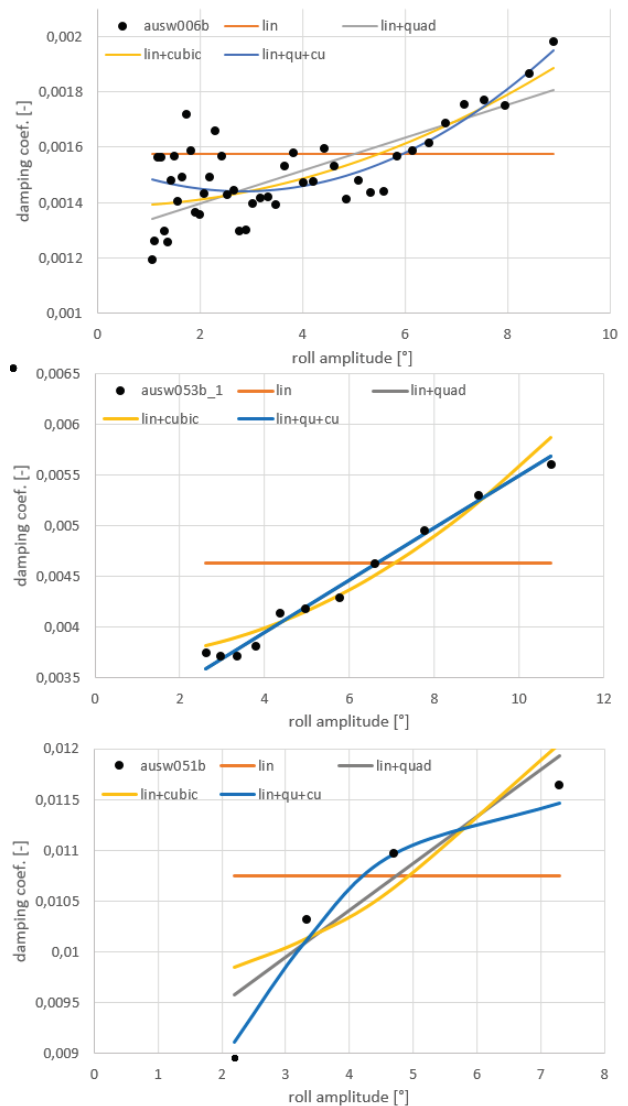 0,002
ausw006b lin lin+quad
lin+cubic lin+qu+cu
0,0018
0,0016
0,0014
0,0012
0,001
damping coef. [-]
0 2 4 6 8 10
roll amplitude [°]
0,0065
ausw053b_1 lin lin+quad
0,006
lin+cubic lin+qu+cu
0,0055
0,005
0,0045
0,004
0,0035
damping coef. [-]
0 2 4 6 8 10 12
roll amplitude [°]
0,012
ausw051b lin lin+quad
0,0115
lin+cubic lin+qu+cu
0,011
0,0105
0,01
0,0095
0,009
damping coef. [-]
0 1 2 3 4 5 6 7 8
roll amplitude [°]